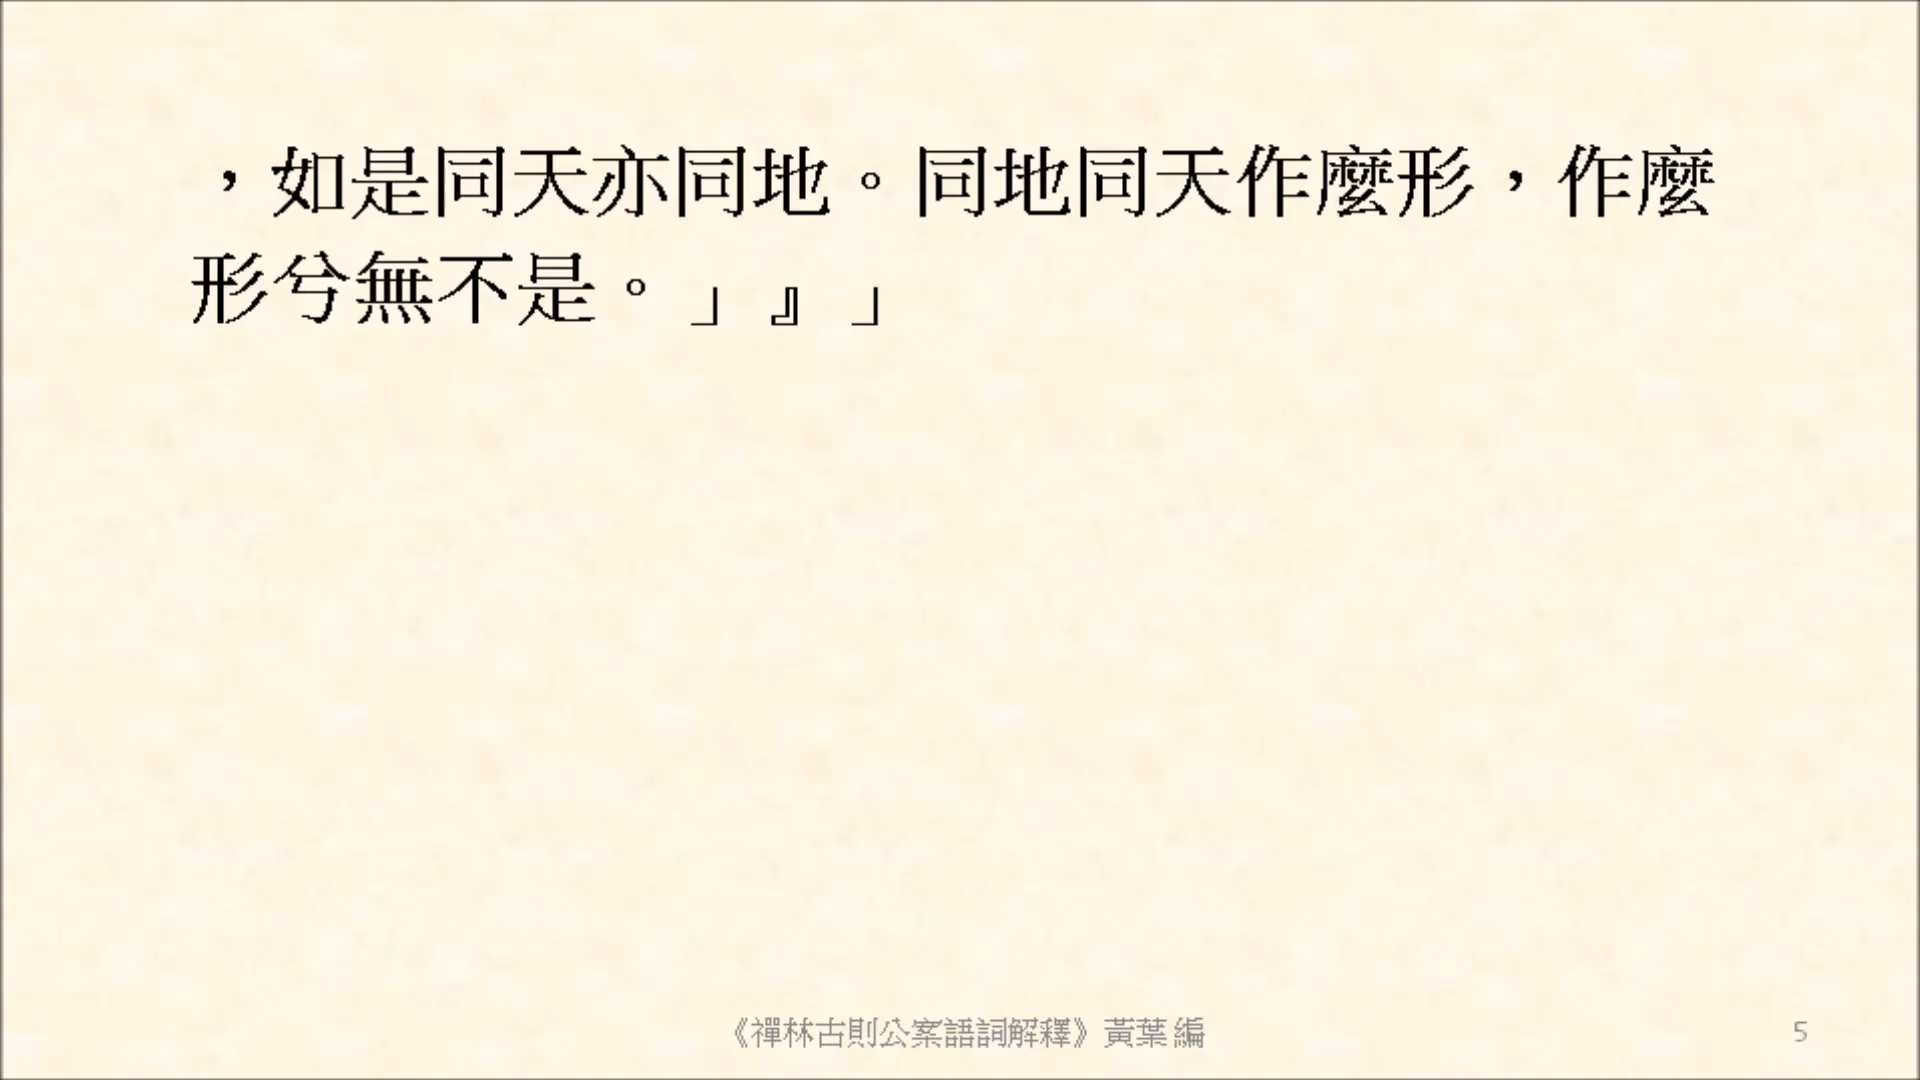 ，如是同天亦同地。同地同天作麼形，作麼
形兮無不是。」』」
《禪林古則公案語詞解釋》黃葉 編
5